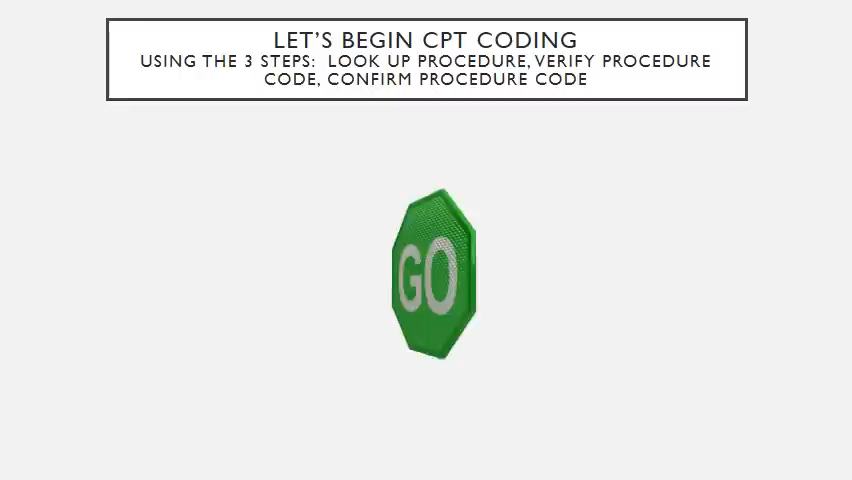 LET'S BEGIN CPT CODING
USING THE 3 STEPS: LOOK UP PROCEDURE, VERIFY PROCEDURE
CODE, CONFIRM PROCEDURE CODE
GO